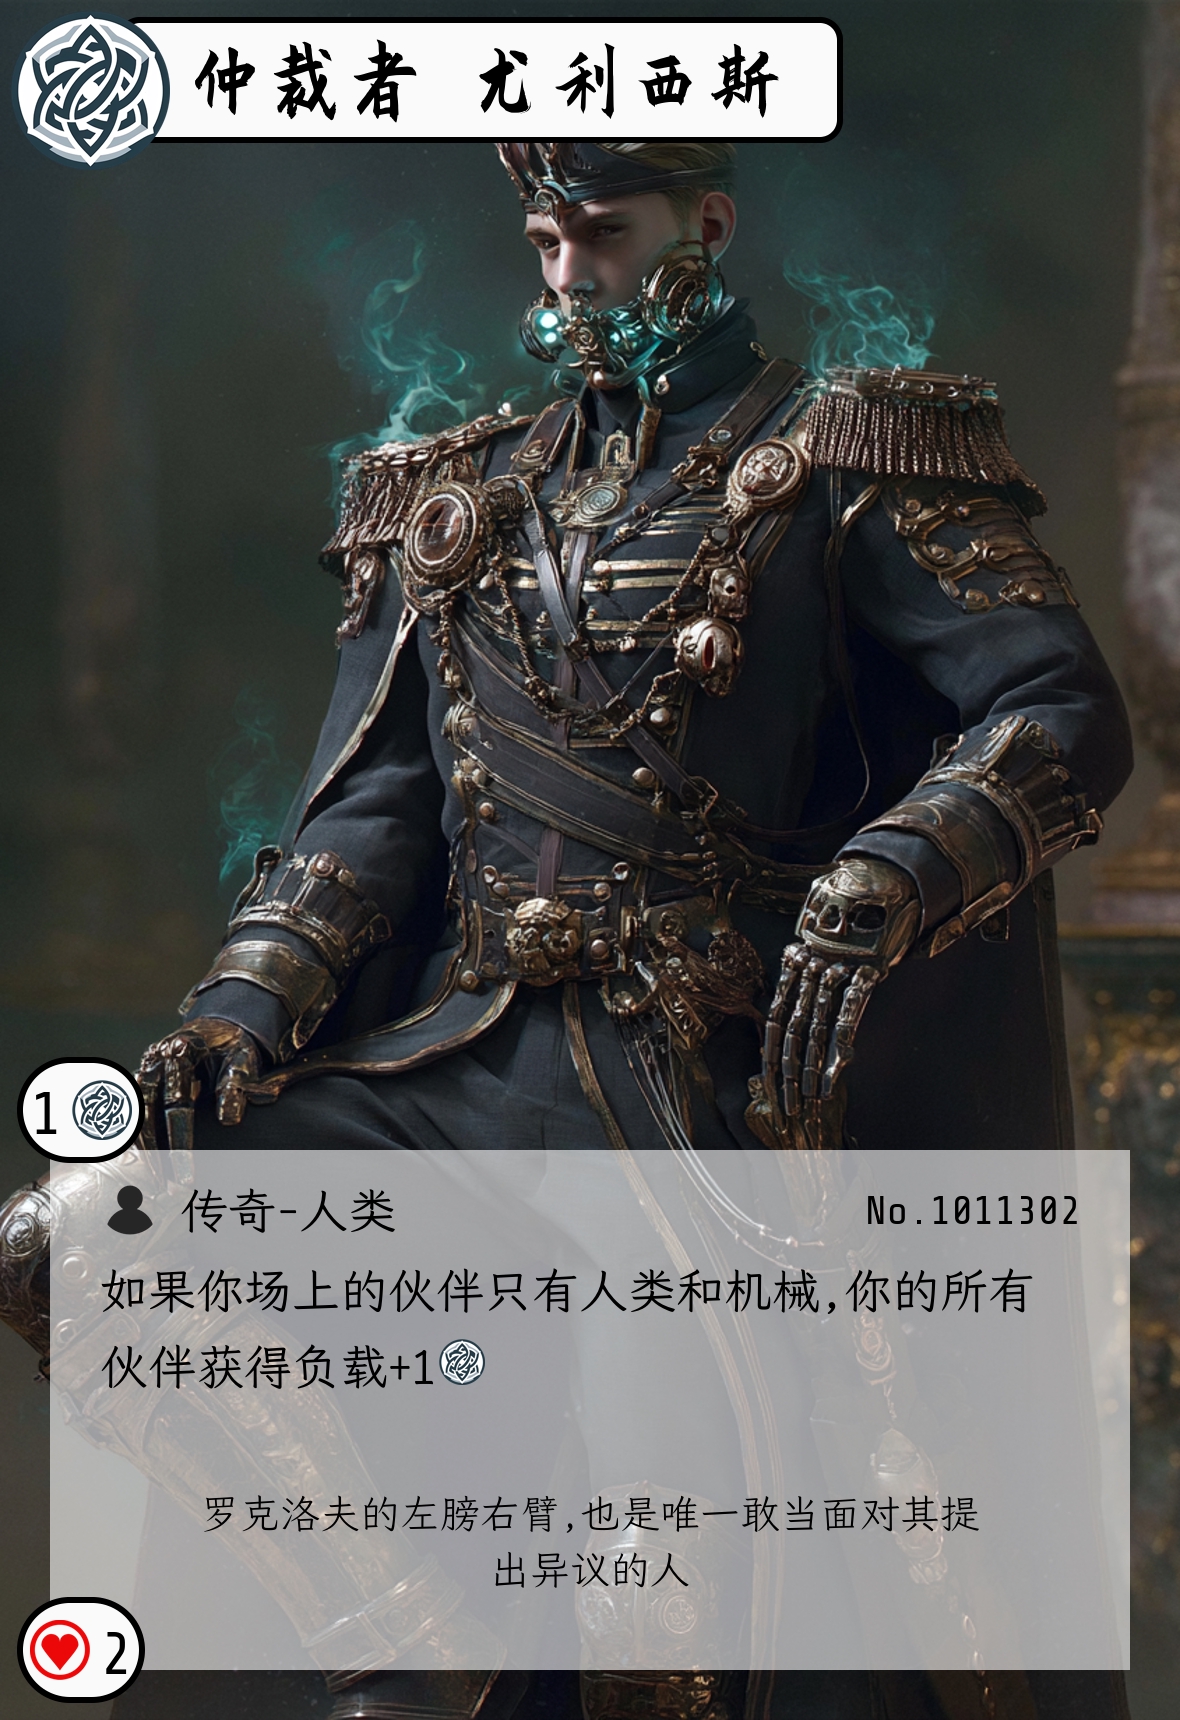 仲裁者 尤利西斯
1
传奇-人类
No.1011302
如果你场上的伙伴只有人类和机械,你的所有
伙伴获得负载+1
罗克洛夫的左膀右臂,也是唯一敢当面对其提
出异议的人
2